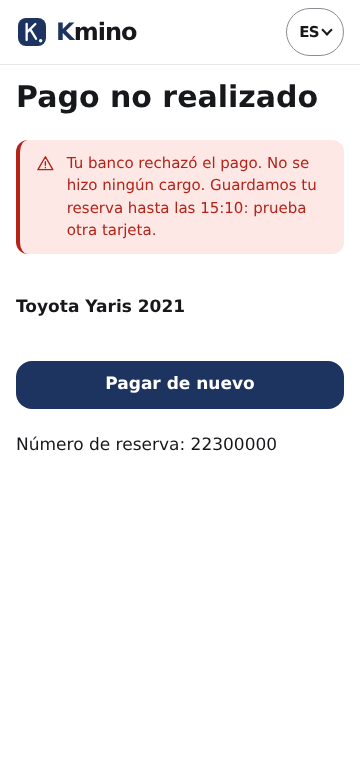 K. Kmino
ES
Pago no realizado
Tu banco rechazó el pago. No se
hizo ningún cargo. Guardamos tu
reserva hasta las 15:10: prueba
otra tarjeta.
Toyota Yaris 2021
Pagar de nuevo
Número de reserva: 22300000